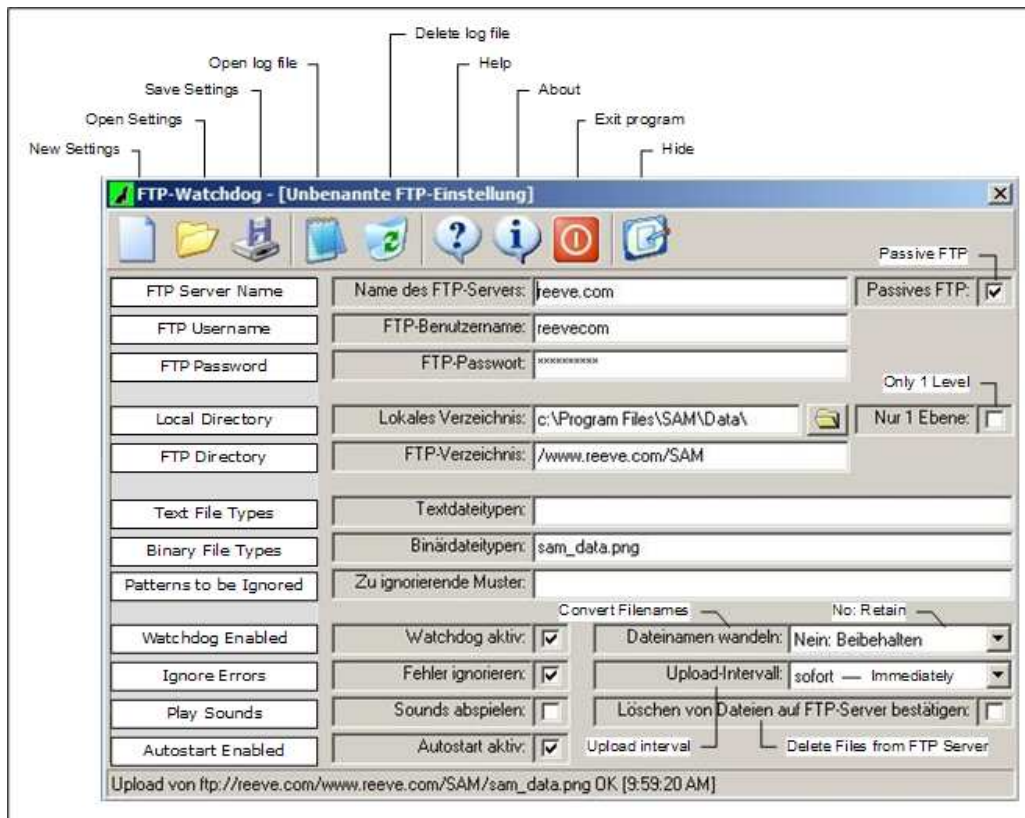 Delete log file
Open log file
Help
Save Settings
About
Open Settings
Exit program
New Settings
Hide
FTP-Watchdog - [Unbenannte FTP-Einstellung]
Passive FTP
FTP Server Name
Name des FTP-Servers: reeve.com
Passives FTP:
FTP Username
FTP-Benutzername: reevecom
FTP Password
FTP-Passwort: **********
Only 1 Level
Local Directory
Lokales Verzeichnis: c:\Program Files\SAM\Data\
Nur 1 Ebene:
FTP Directory
FTP-Verzeichnis: /www.reeve.com/SAM
Text File Types
Textdateitypen:
Binary File Types
Binärdateitypen: sam_data.png
Patterns to be Ignored
Zu ignorierende Muster:
Convert Filenames
No: Retain
Watchdog Enabled
Watchdog aktiv:
Dateinamen wandeln: Nein: Beibehalten
Ignore Errors
Fehler ignorieren:
Upload-Intervall: sofort — Immediately
Play Sounds
Sounds abspielen:
Löschen von Dateien auf FTP-Server bestätigen:
Autostart Enabled
Autostart aktiv:
Upload interval
Delete Files from FTP Server
Upload von ftp://reeve.com/www.reeve.com/SAM/sam_data.png OK [9:59:20 AM]